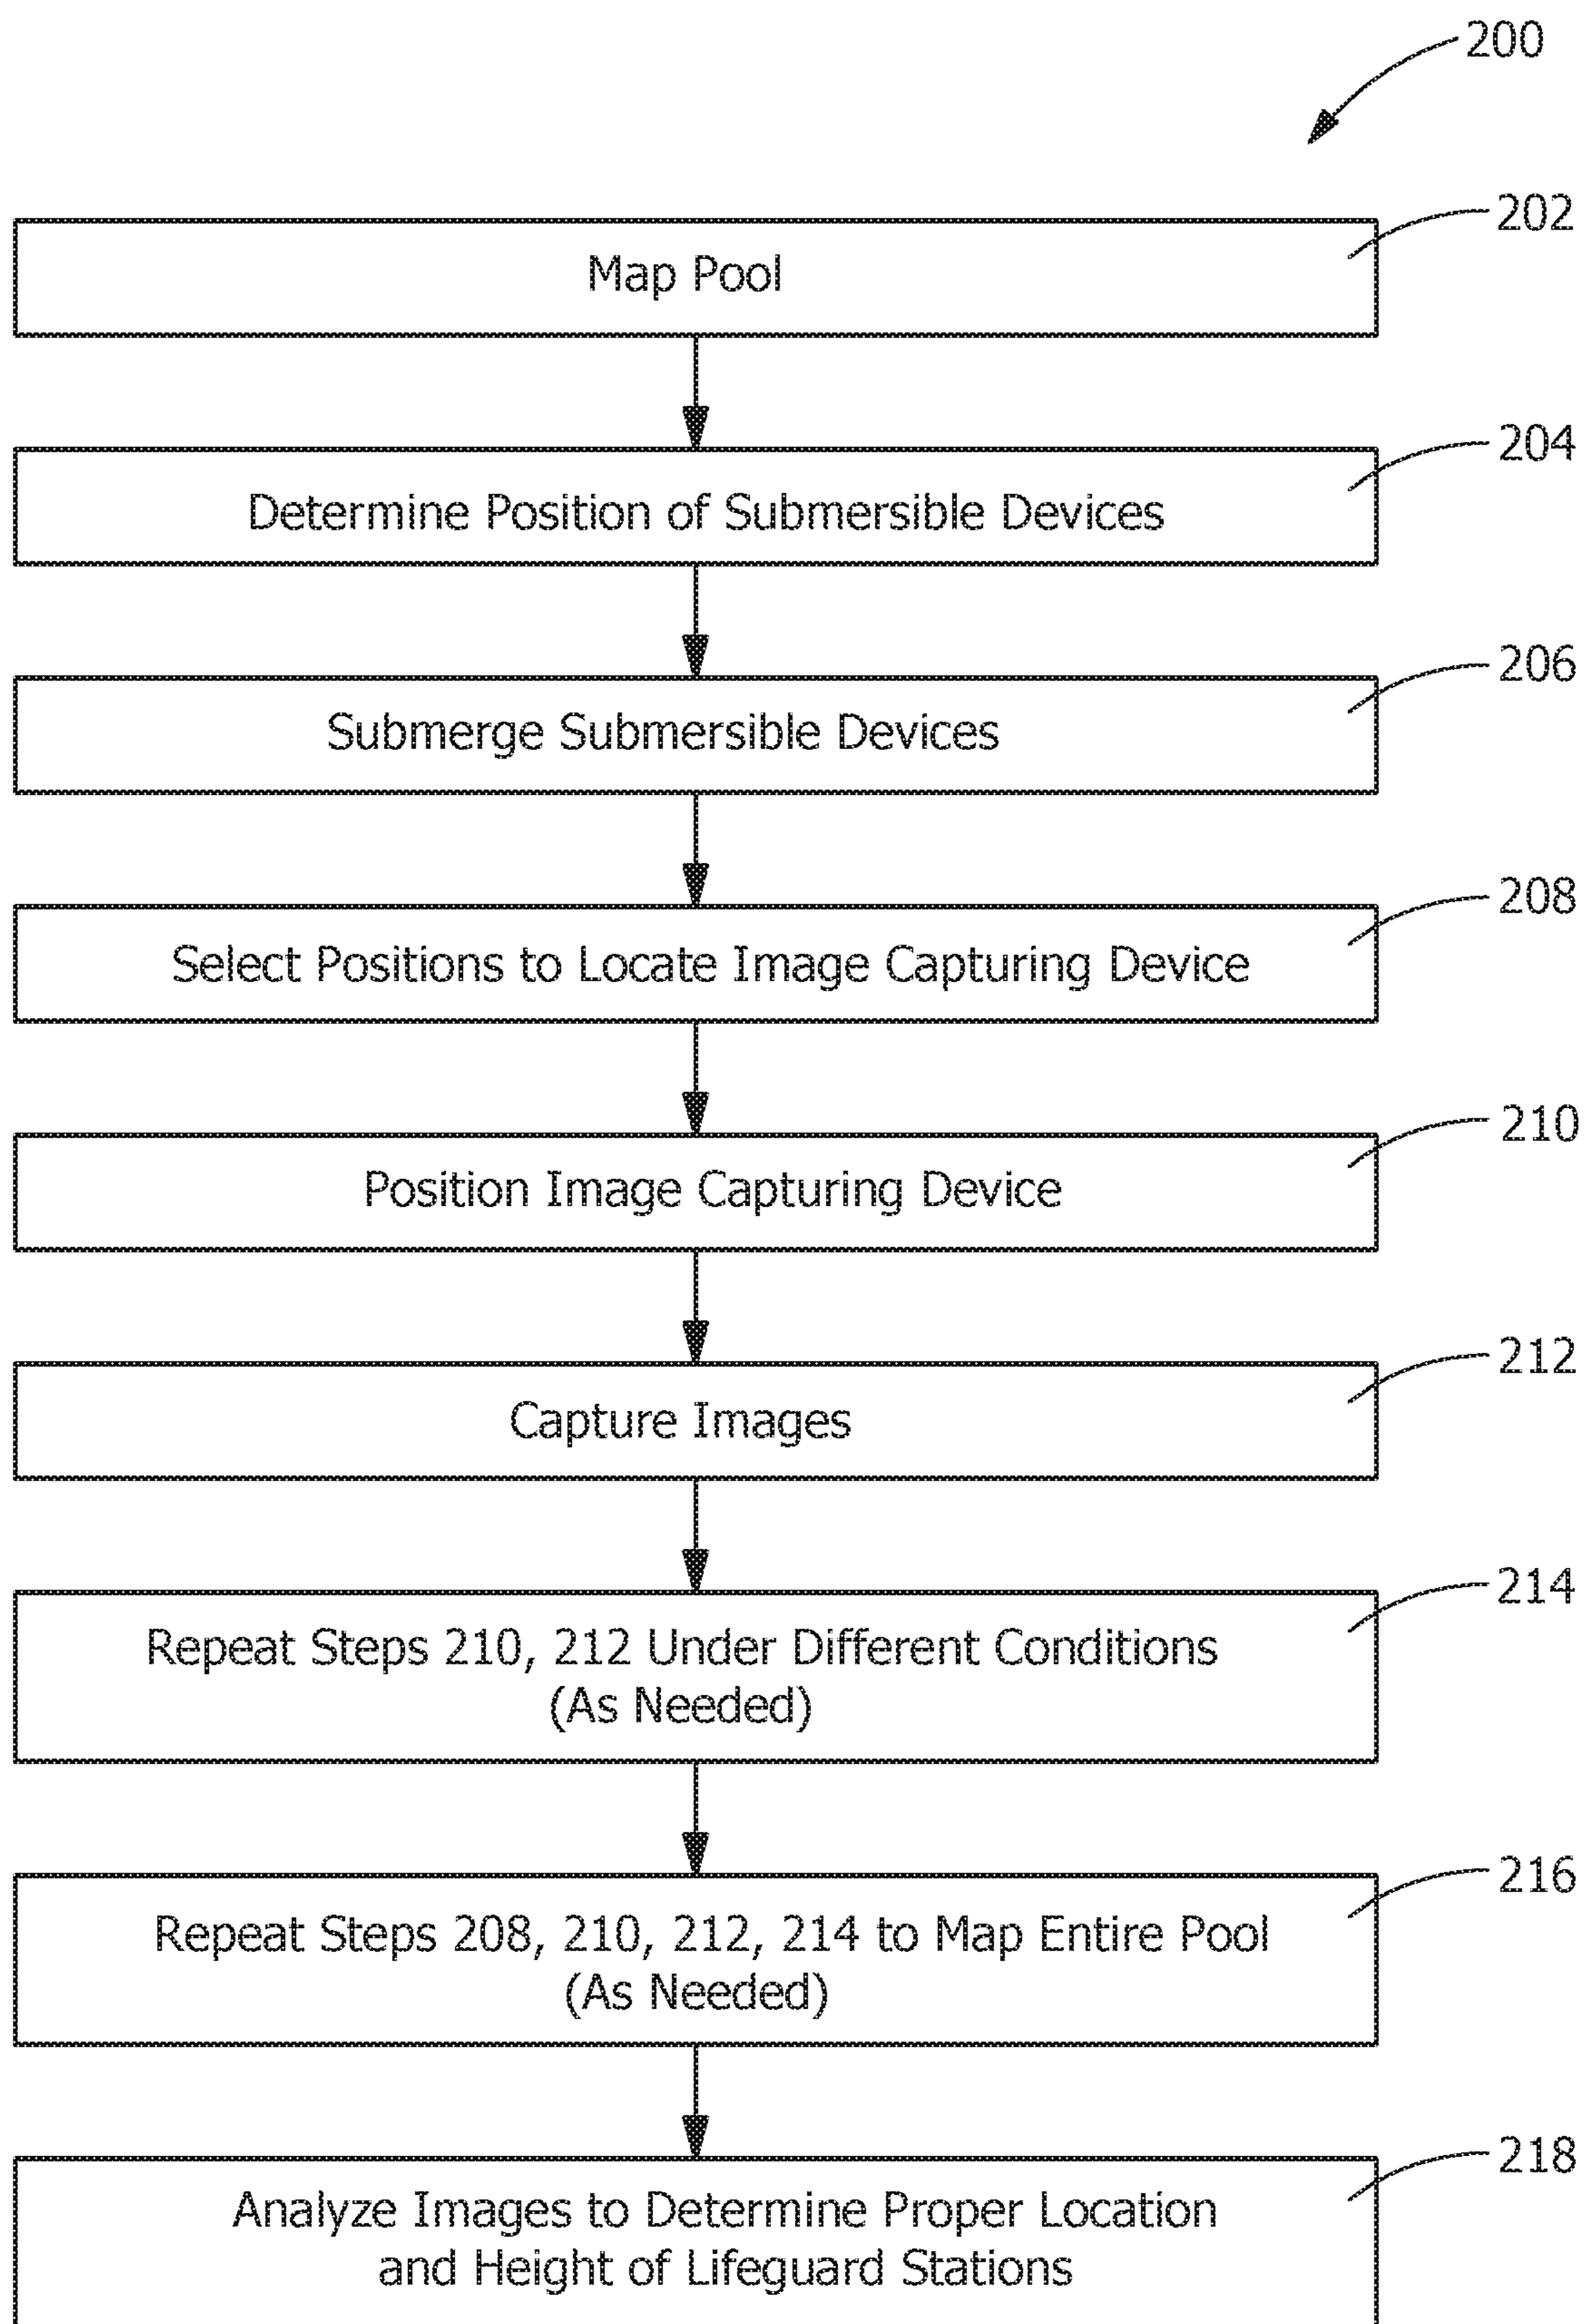 200
202
Map Pool
204
Determine Position of Submersible Devices
206
Submerge Submersible Devices
208
Select Positions to Locate Image Capturing Device
210
Position Image Capturing Device
212
Capture Images
214
Repeat Steps 210, 212 Under Different Conditions
(As Needed)
216
Repeat Steps 208, 210, 212, 214 to Map Entire Pool
(As Needed)
218
Analyze Images to Determine Proper Location
and Height of Lifeguard Stations